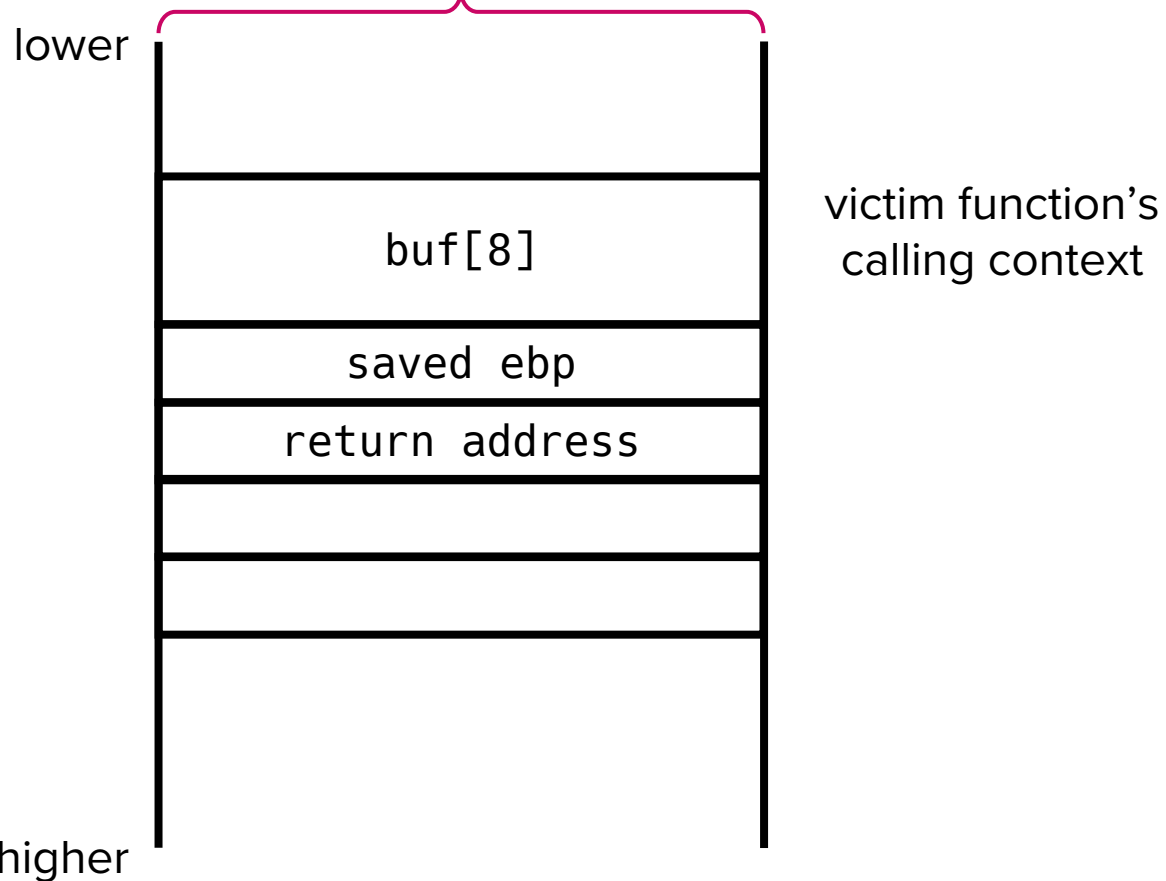 lower
buf[8]
victim function’s
calling context
saved ebp
return address
higher